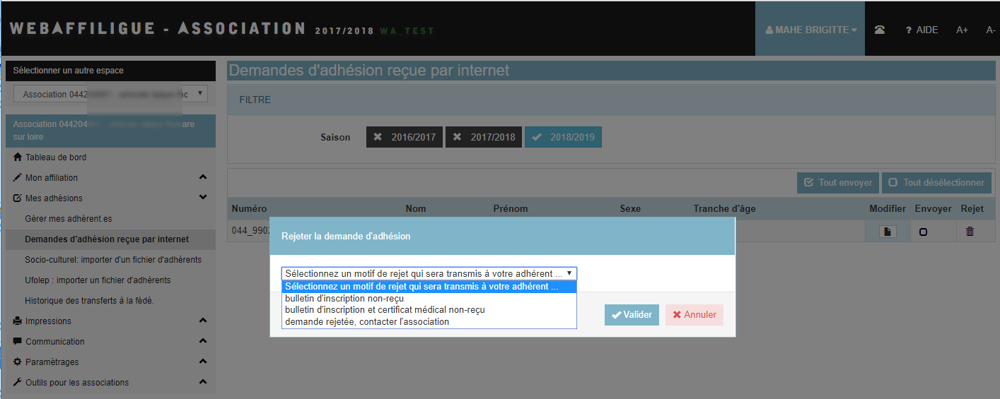 WEBAFFILIGUE - ASSOCIATION 2017/2018 WA_TEST
MAHE BRIGITTE
? AIDE
A+
A-
Sélectionner un autre espace
Association 0442
Association 044204
are
sur loire
Tableau de bord
Mon affiliation
Mes adhésions
Gérer mes adhérent.es
Demandes d'adhésion reçue par internet
Socio-culturel: importer d'un fichier d'adhérents
Ufolep : importer un fichier d'adhérents
Historique des transferts à la fédé.
Impressions
Communication
Paramètrages
Outils pour les associations
Demandes d'adhésion reçue par internet
FILTRE
Saison
2016/2017
2017/2018
2018/2019
Tout envoyer
Tout désélectionner
Numéro Nom Prénom Sexe Tranche d'âge Modifier Envoyer Rejet
044_990
Rejeter la demande d'adhésion
Sélectionnez un motif de rejet qui sera transmis à votre adhérent ...
Sélectionnez un motif de rejet qui sera transmis à votre adhérent ...
bulletin d'inscription non-reçu
bulletin d'inscription et certificat médical non-reçu
demande rejetée, contacter l'association
Valider
Annuler